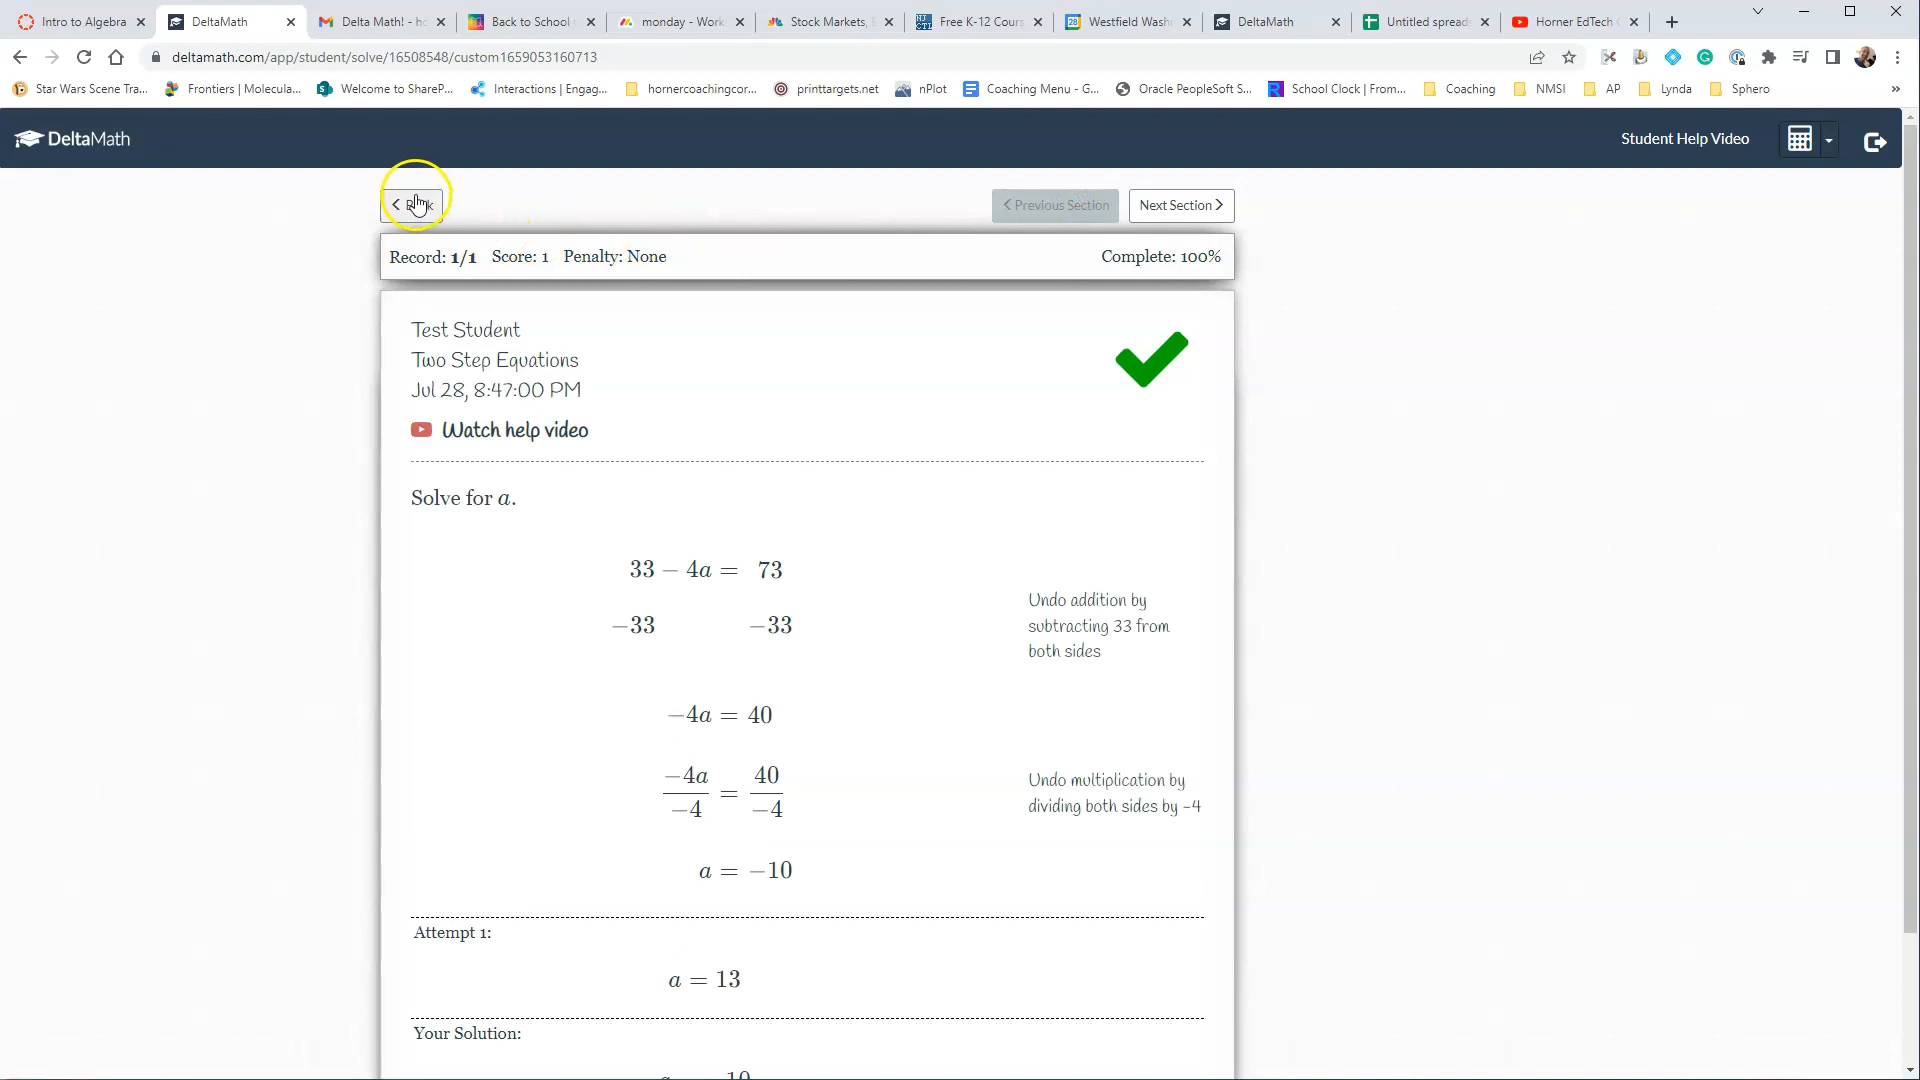 Intro to Algebra
DeltaMath
Delta Math! - ho
Back to School
monday - Work
Stock Markets,
Free K-12 Cours
28
Westfield Wash
DeltaMath
Untitled spreads
Horner EdTech
deltamath.com/app/student/solve/16508548/custom1659053160713
Star Wars Scene Tra...
Frontiers | Molecula...
Welcome to ShareP...
Interactions | Engag...
hornercoachingcor...
printtargets.net
nPlot
Coaching Menu - G...
Oracle PeopleSoft S...
School Clock | From...
Coaching
NMSI
AP
Lynda
Sphero
DeltaMath
Student Help Video
Previous Section
Next Section
Record: 1/1 Score: 1 Penalty: None Complete: 100%
Test Student
Two Step Equations
Jul 28, 8:47:00 PM
Watch help video
Solve for a.
33 − 4a = 73
−33 −33
Undo addition by
subtracting 33 from
both sides
−4a = 40
−4a/−4 = 40/−4
Undo multiplication by
dividing both sides by -4
a = −10
Attempt 1:
a = 13
Your Solution: